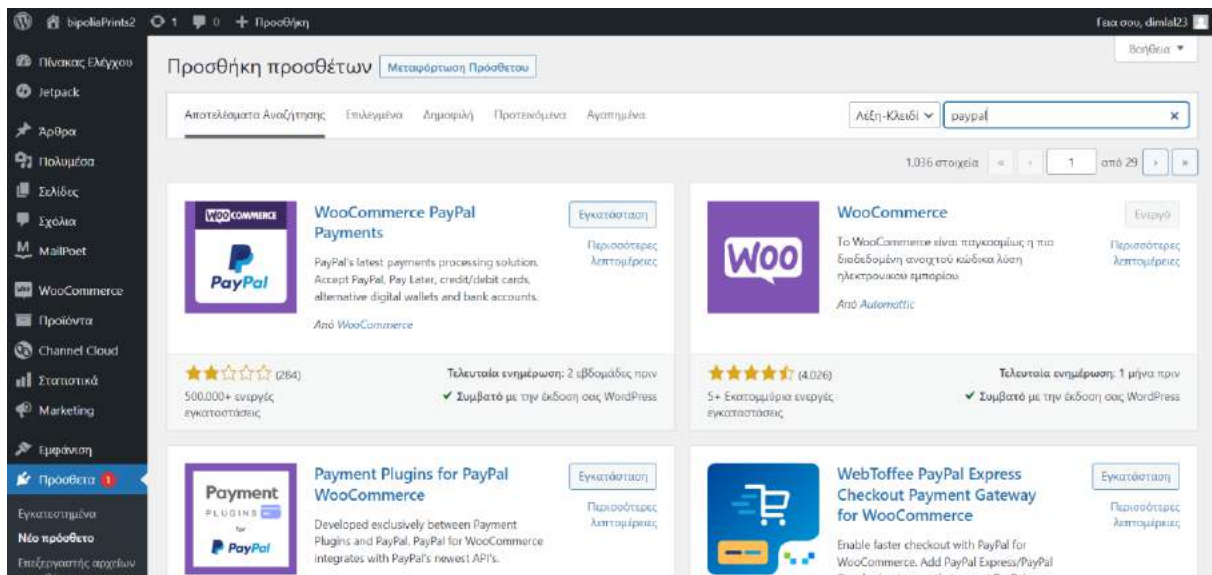 bipoliaPrints2 1 0 + Προσθήκη Γεια σου, dimlal23
Βοήθεια
Πίνακας Ελέγχου
Jetpack
Άρθρα
Πολυμέσα
Σελίδες
Σχόλια
MailPoet
WooCommerce
Προϊόντα
Channel Cloud
Στατιστικά
Marketing
Εμφάνιση
Πρόσθετα 1
Εγκατεστημένα
Νέο πρόσθετο
Επεξεργαστής αρχείων
Προσθήκη προσθέτων Μεταφόρτωση Πρόσθετου
Αποτελέσματα Αναζήτησης Επιλεγμένα Δημοφιλή Προτεινόμενα Αγαπημένα Λέξη-Κλειδί paypal
1.036 στοιχεία « ‹ 1 από 29 › »
WOO COMMERCE
PayPal
WooCommerce PayPal
Payments
Εγκατάσταση
Περισσότερες
λεπτομέρειες
PayPal's latest payments processing solution.
Accept PayPal, Pay Later, credit/debit cards,
alternative digital wallets and bank accounts.
Από WooCommerce
(264)
500.000+ ενεργές
εγκαταστάσεις
Τελευταία ενημέρωση: 2 εβδομάδες πριν
✔ Συμβατό με την έκδοση σας WordPress
WOO
WooCommerce
Ενεργό
Περισσότερες
λεπτομέρειες
Το WooCommerce είναι παγκοσμίως η πιο
διαδεδομένη ανοιχτού κώδικα λύση
ηλεκτρονικού εμπορίου.
Από Automattic
(4.026)
5+ Εκατομμύρια ενεργές
εγκαταστάσεις
Τελευταία ενημέρωση: 1 μήνα πριν
✔ Συμβατό με την έκδοση σας WordPress
Payment
PLUGINS
for
PayPal
Payment Plugins for PayPal
WooCommerce
Εγκατάσταση
Περισσότερες
λεπτομέρειες
Developed exclusively between Payment
Plugins and PayPal, PayPal for WooCommerce
integrates with PayPal's newest API's.
WebToffee PayPal Express
Checkout Payment Gateway
for WooCommerce
Εγκατάσταση
Περισσότερες
λεπτομέρειες
Enable faster checkout with PayPal for
WooCommerce. Add PayPal Express/PayPal